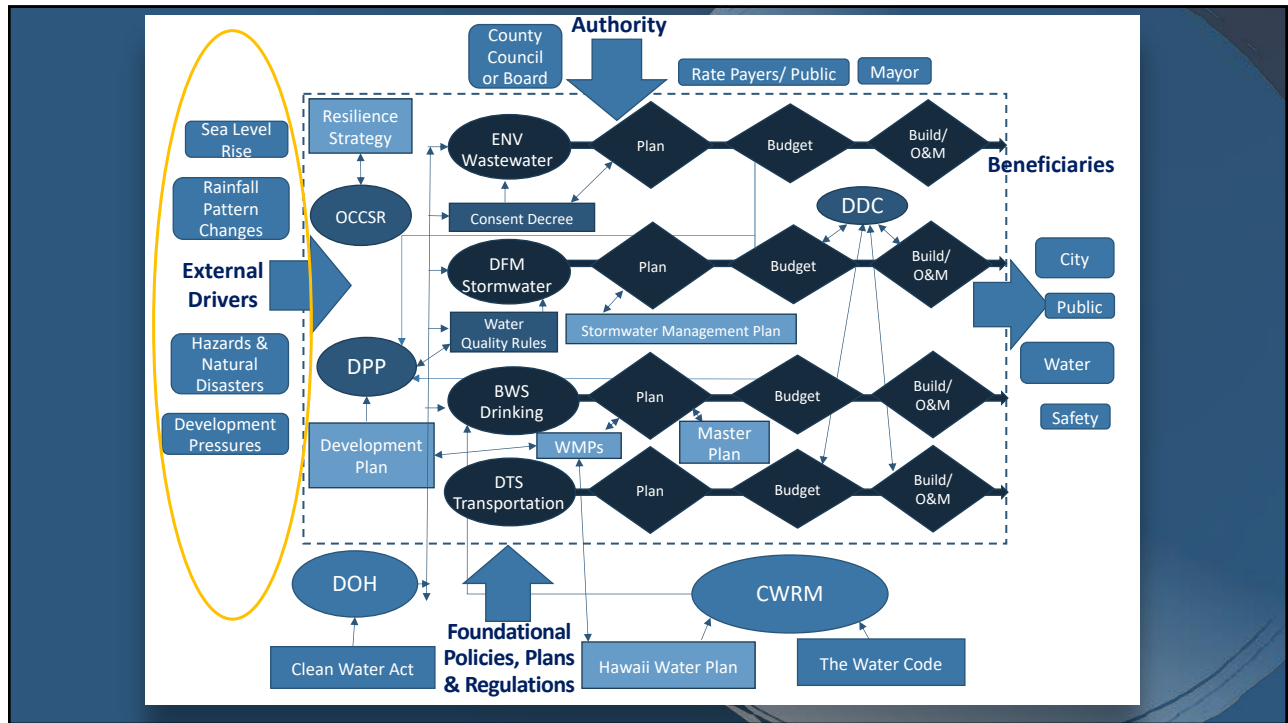 Authority
County
Council
or Board
Rate Payers/ Public
Mayor
Sea Level
Rise
Rainfall
Pattern
Changes
External
Drivers
Hazards &
Natural
Disasters
Development
Pressures
Resilience
Strategy
OCCSR
DPP
Development
Plan
ENV
Wastewater
Plan
Budget
Build/
O&M
Consent Decree
DDC
DFM
Stormwater
Plan
Budget
Build/
O&M
Water
Quality Rules
Stormwater Management Plan
BWS
Drinking
Plan
Budget
Build/
O&M
WMPs
Master
Plan
DTS
Transportation
Plan
Budget
Build/
O&M
Beneficiaries
City
Public
Water
Safety
DOH
Clean Water Act
Foundational
Policies, Plans
& Regulations
CWRM
Hawaii Water Plan
The Water Code